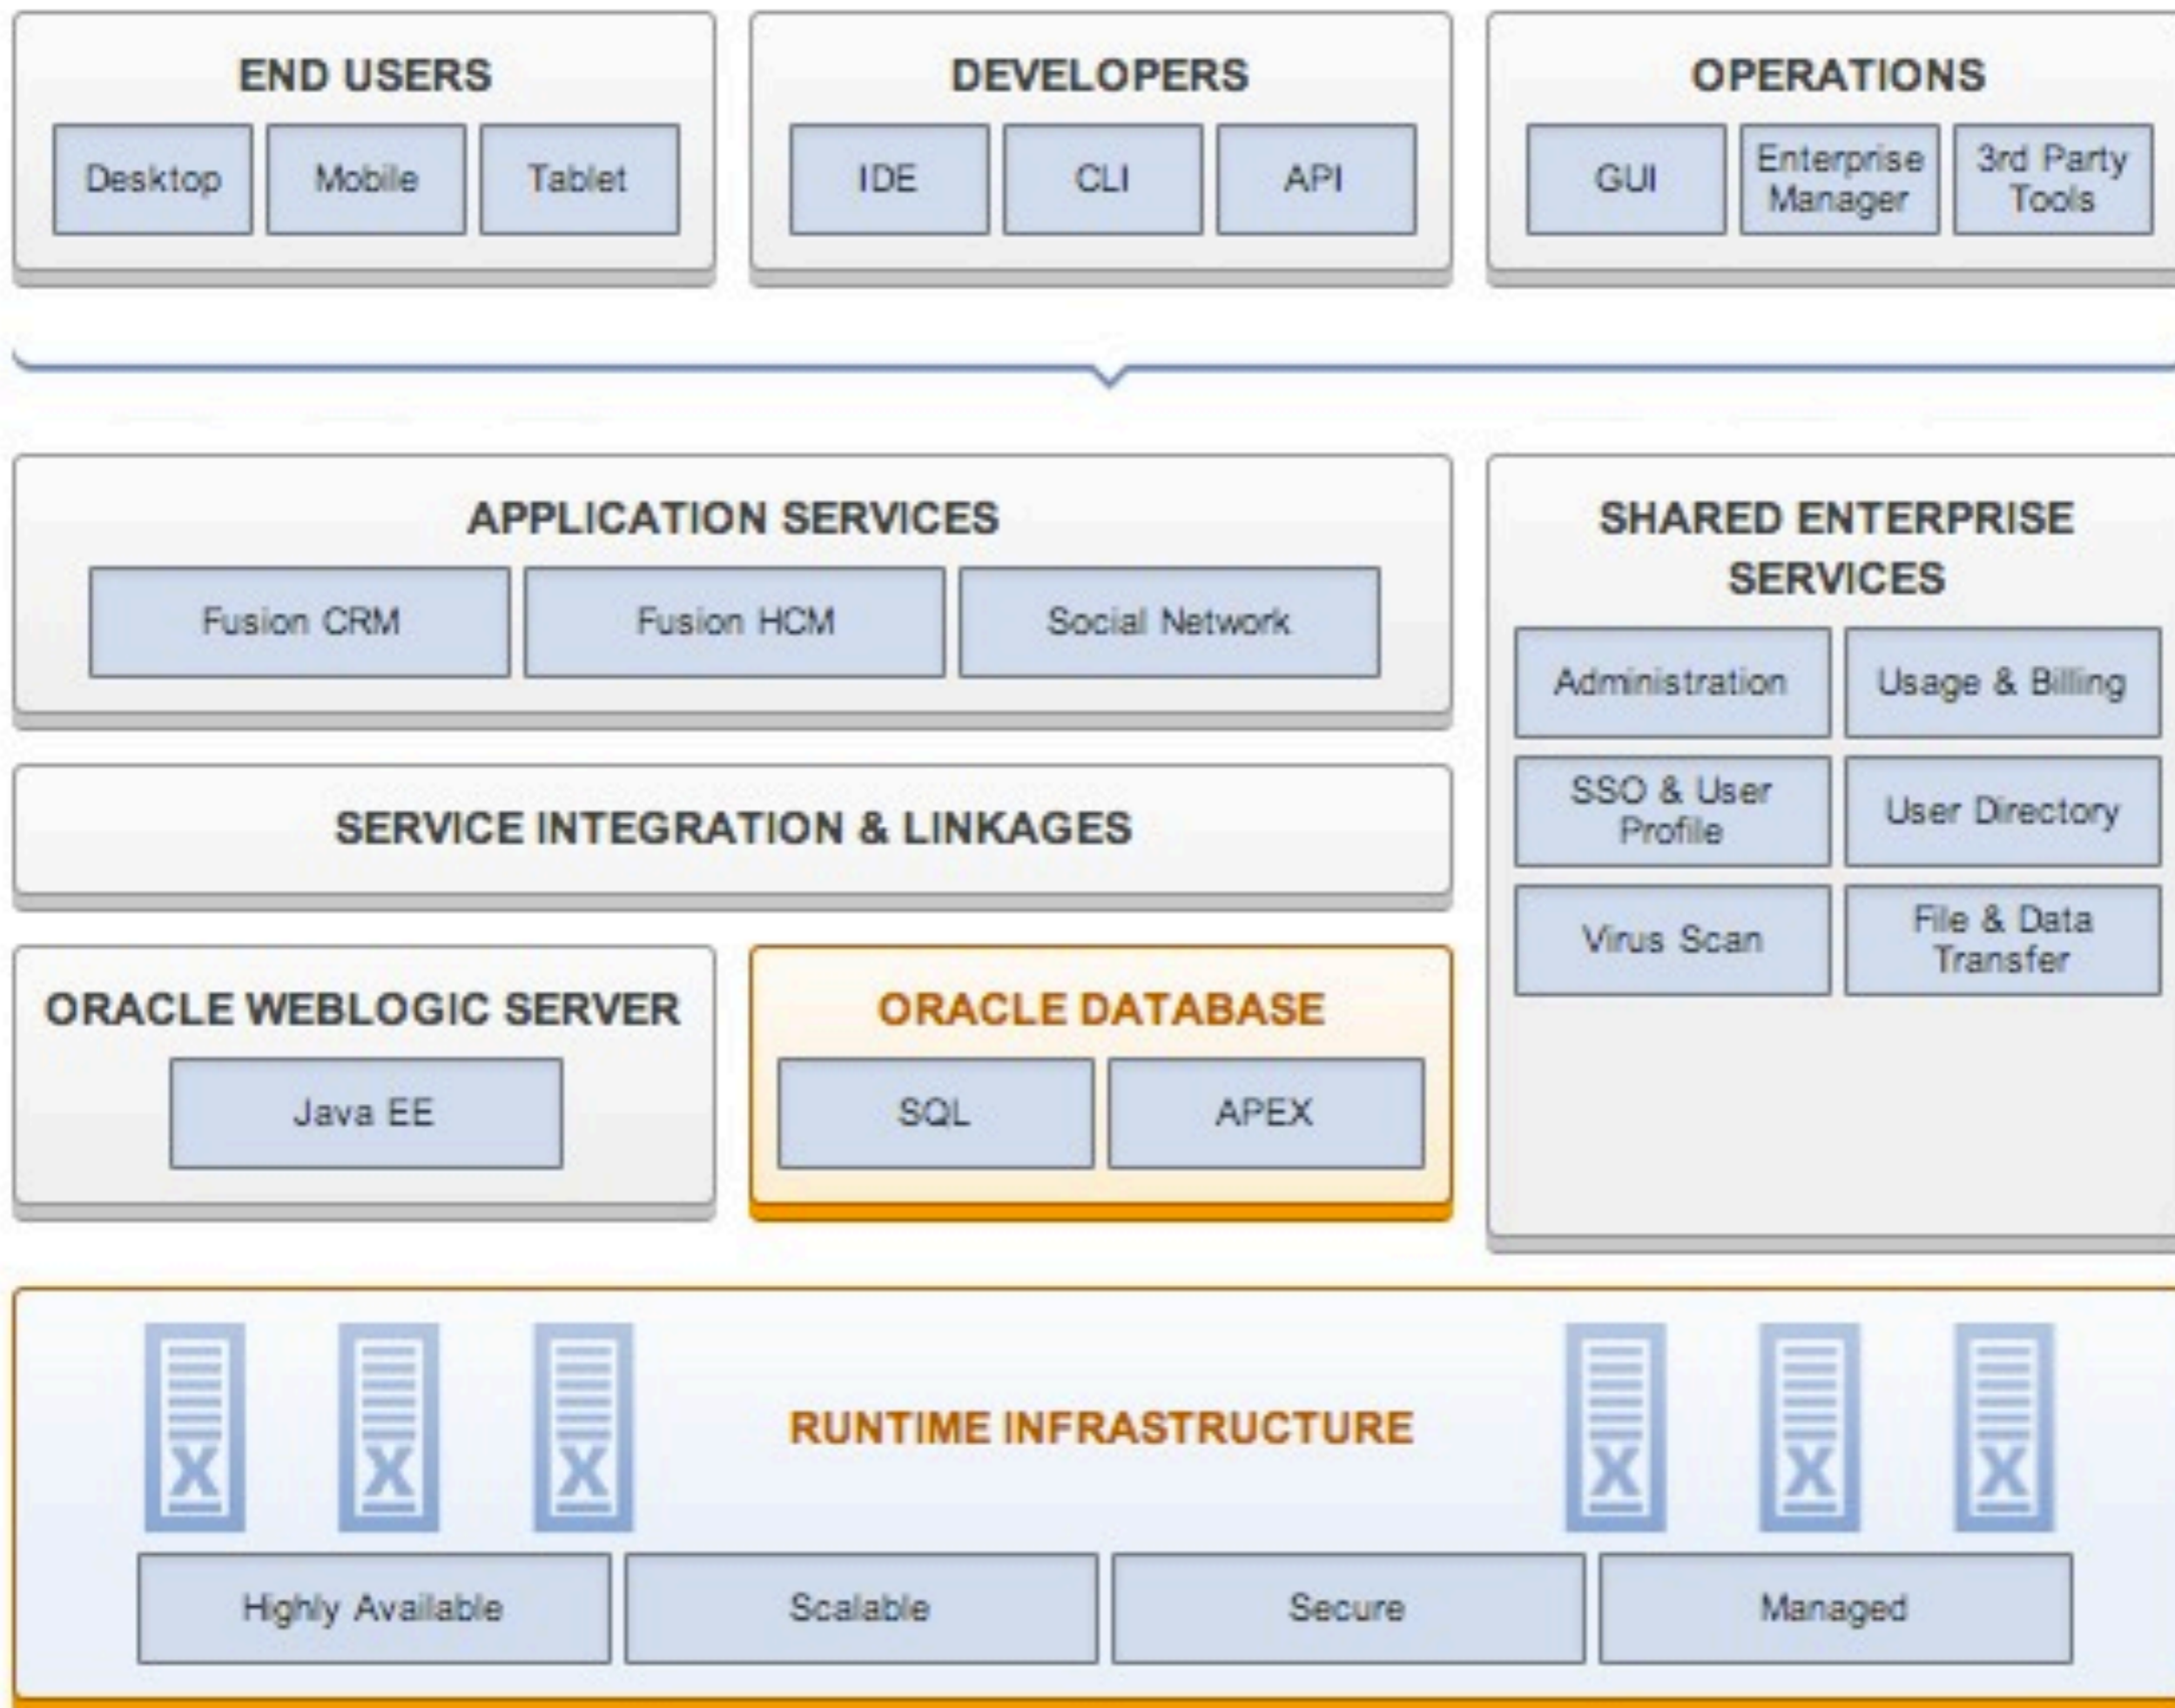 END USERS
Desktop
Mobile
Tablet
DEVELOPERS
IDE
CLI
API
OPERATIONS
GUI
Enterprise
Manager
3rd Party
Tools
APPLICATION SERVICES
Fusion CRM
Fusion HCM
Social Network
SERVICE INTEGRATION & LINKAGES
ORACLE WEBLOGIC SERVER
Java EE
ORACLE DATABASE
SQL
APEX
SHARED ENTERPRISE
SERVICES
Administration
Usage & Billing
SSO & User
Profile
User Directory
Virus Scan
File & Data
Transfer
X
X
X
RUNTIME INFRASTRUCTURE
X
X
X
Highly Available
Scalable
Secure
Managed